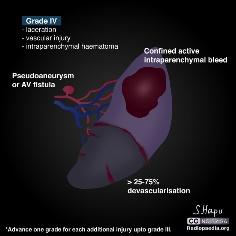 Grade IV
- laceration
- vascular injury
- intraparenchymal haematoma
Confined active
intraparenchymal bleed
Pseudoaneurysm
or AV fistula
> 25-75%
devascularisation
S.Hapu
CC
Radiopaedia.org
*Advance one grade for each additional injury upto grade III.